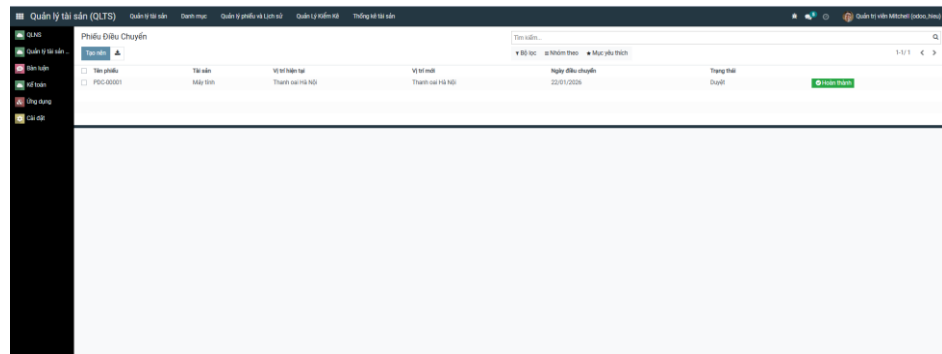 Quản lý tài sản (QLTS) Quản lý tài sản Danh mục Quản lý phiếu và Lịch sử Quản Lý Kiểm Kê Thống kê tài sản Quản trị viên Mitchell (odoo_hieu)
QLNS
Quản lý tài sản ...
Bàn luận
Kế toán
Ứng dụng
Cài đặt
Phiếu Điều Chuyển
Tìm kiếm...
Tạo nên
Bộ lọc Nhóm theo Yêu thích
1-1/1
Tên phiếu Tài sản Vị trí hiện tại Vị trí mới Ngày điều chuyển Trạng thái
PDC-00001 Máy tính Thanh oai Hà Nội Thanh oai Hà Nội 22/01/2026 Duyệt Hoàn thành